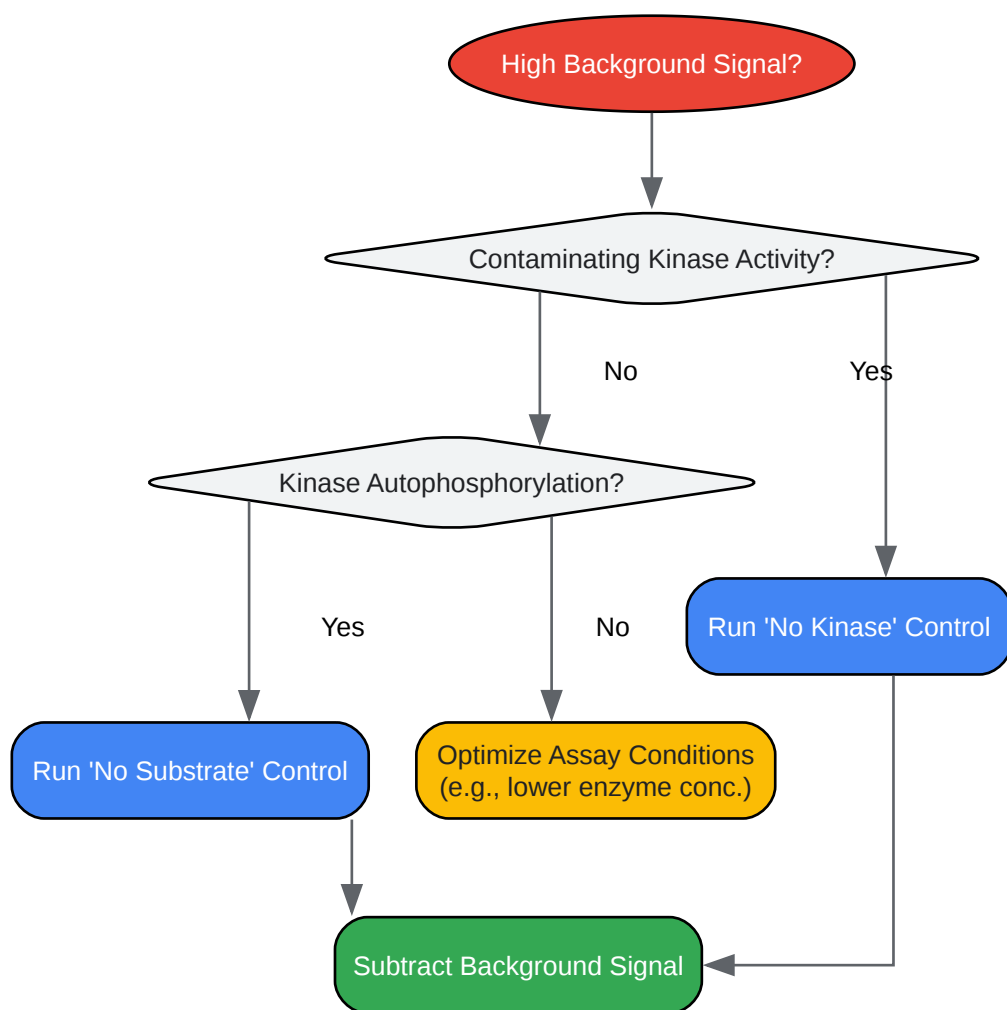 High Background Signal?
Contaminating Kinase Activity?
No
Yes
Kinase Autophosphorylation?
Yes
No
Run 'No Kinase' Control
Run 'No Substrate' Control
Optimize Assay Conditions
(e.g., lower enzyme conc.)
Subtract Background Signal